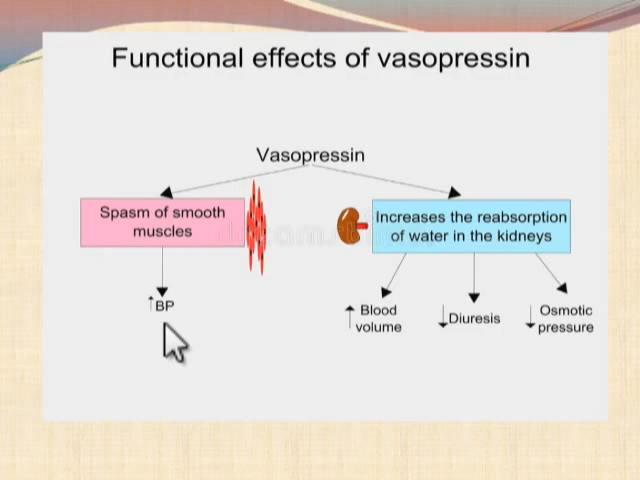 Functional effects of vasopressin
Vasopressin
Spasm of smooth
muscles
Increases the reabsorption
of water in the kidneys
↑BP
↑ Blood
volume
↓ Diuresis
↓ Osmotic
pressure